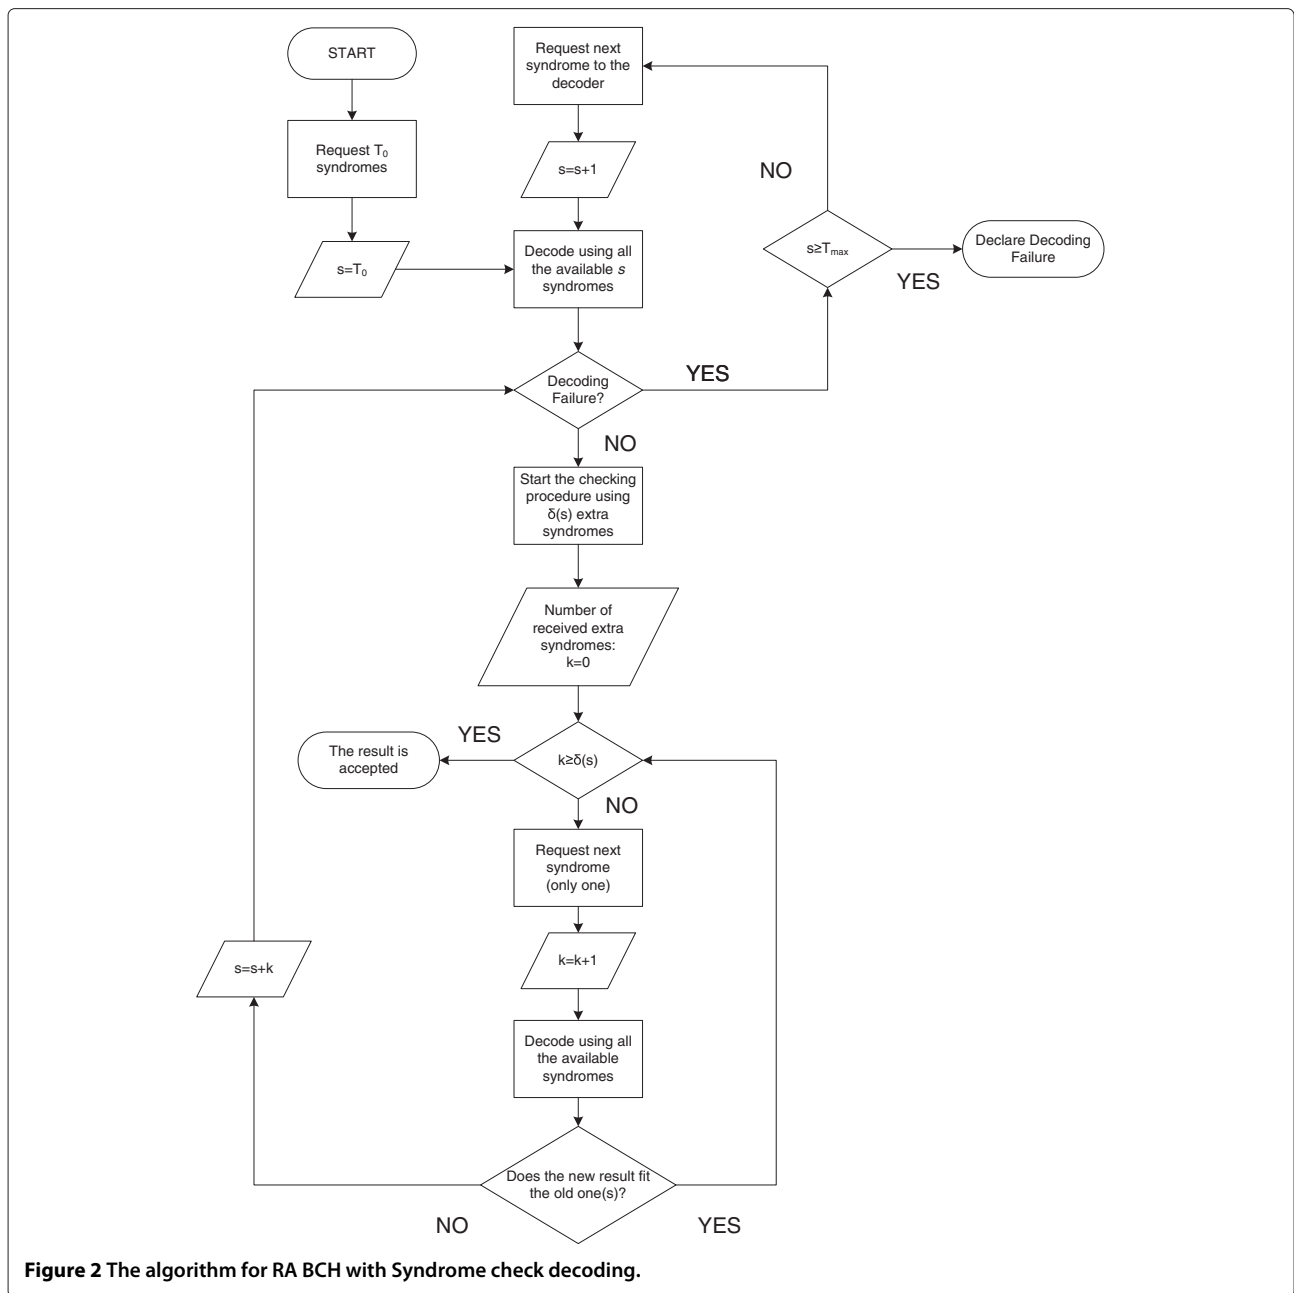 START
Request T₀
syndromes
s=T₀
Request next
syndrome to the
decoder
s=s+1
Decode using all
the available s
syndromes
NO
s≥Tmax
YES
Declare Decoding
Failure
Decoding
Failure?
YES
NO
Start the checking
procedure using
δ(s) extra
syndromes
Number of
received extra
syndromes:
k=0
k≥δ(s)
YES
The result is
accepted
NO
Request next
syndrome
(only one)
k=k+1
s=s+k
Decode using all
the available
syndromes
Does the new result fit
the old one(s)?
NO
YES
Figure 2 The algorithm for RA BCH with Syndrome check decoding.